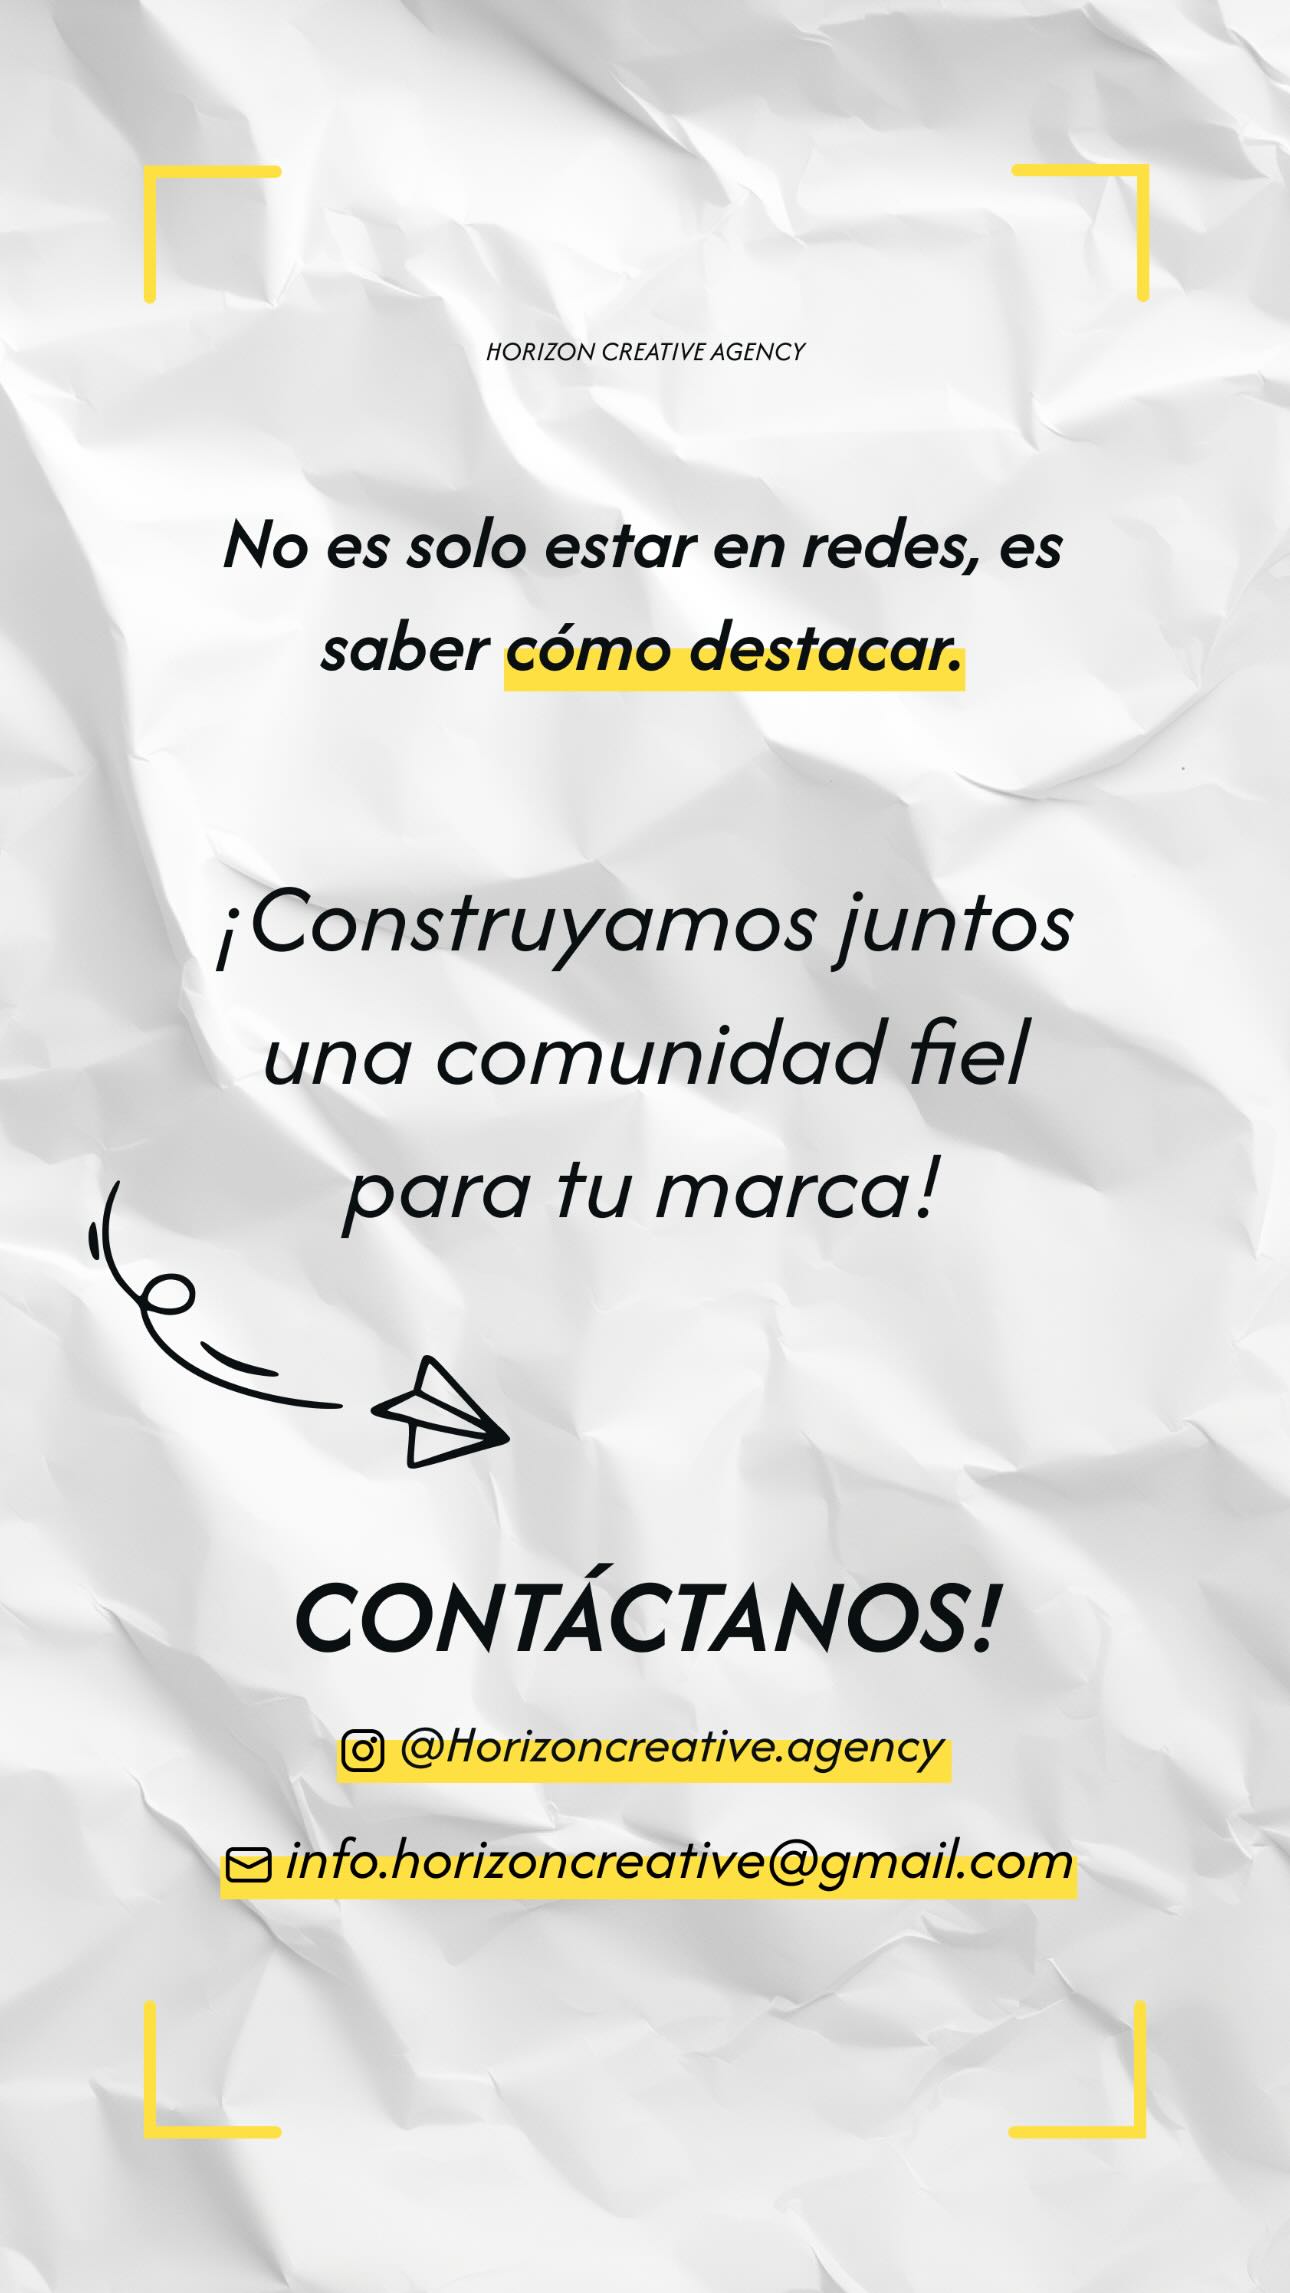 HORIZON CREATIVE AGENCY
No es solo estar en redes, es
saber cómo destacar.
¡Construyamos juntos
una comunidad fiel
para tu marca!
CONTÁCTANOS!
@Horizoncreative.agency
info.horizoncreative@gmail.com